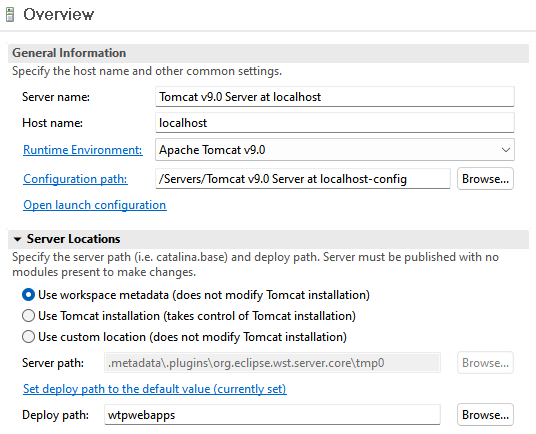 Overview
General Information
Specify the host name and other common settings.
Server name: Tomcat v9.0 Server at localhost
Host name: localhost
Runtime Environment: Apache Tomcat v9.0
Configuration path: /Servers/Tomcat v9.0 Server at localhost-config Browse...
Open launch configuration
Server Locations
Specify the server path (i.e. catalina.base) and deploy path. Server must be published with no
modules present to make changes.
Use workspace metadata (does not modify Tomcat installation)
Use Tomcat installation (takes control of Tomcat installation)
Use custom location (does not modify Tomcat installation)
Server path: .metadata\.plugins\org.eclipse.wst.server.core\tmp0 Browse...
Set deploy path to the default value (currently set)
Deploy path: wtpwebapps Browse...